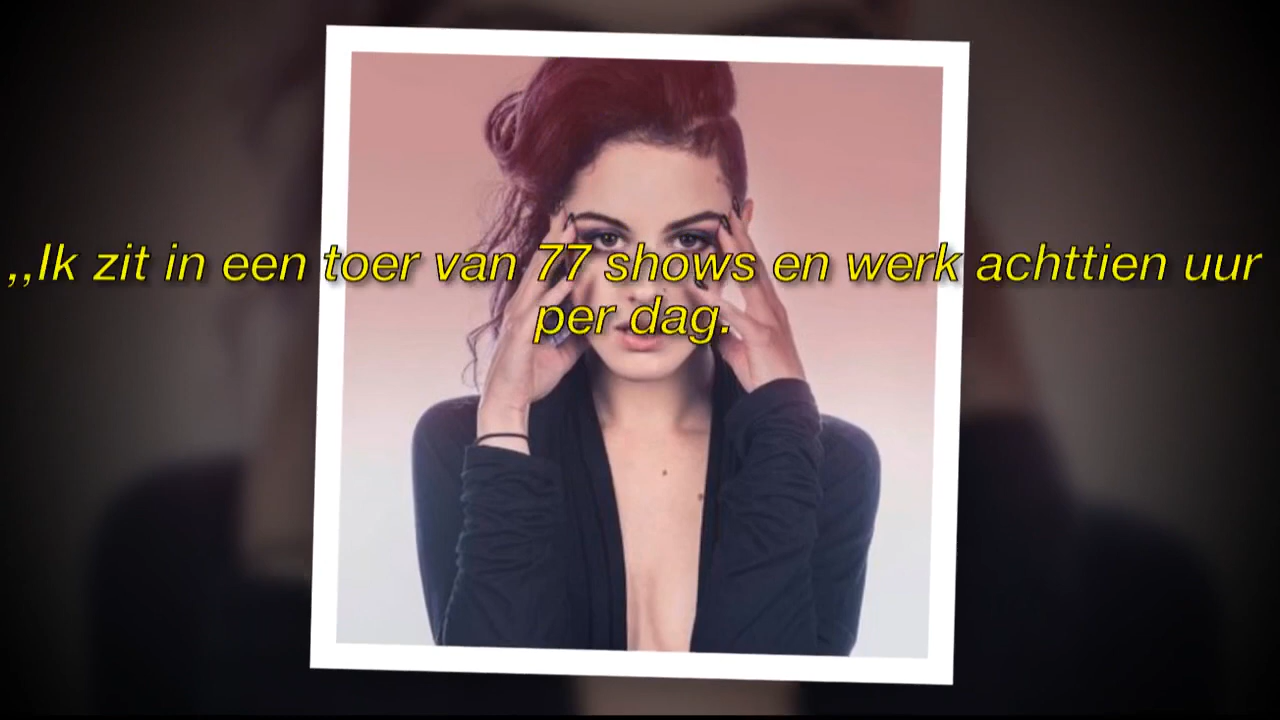 ,,Ik zit in een toer van 77 shows en werk achttien uur
per dag.